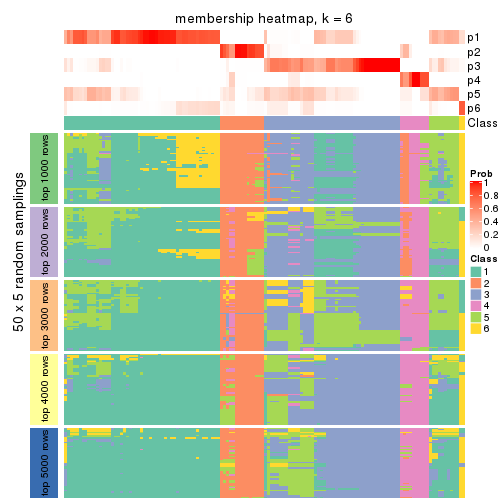 membership heatmap, k = 6
p1
p2
p3
p4
p5
p6
Class
50 x 5 random samplings
top 1000 rows
top 2000 rows
top 3000 rows
top 4000 rows
top 5000 rows
Prob
1
0.8
0.6
0.4
0.2
0
Class
1
2
3
4
5
6